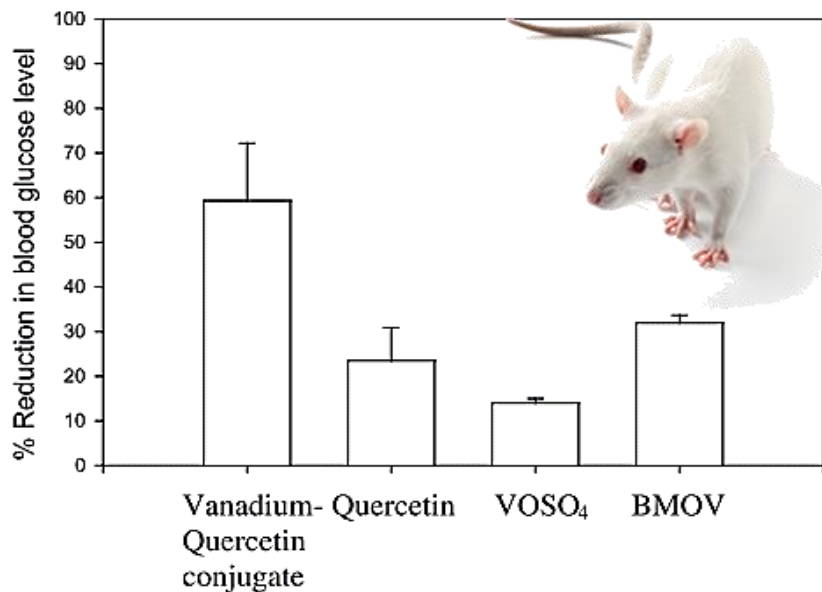 % Reduction in blood glucose level
100
90
80
70
60
50
40
30
20
10
0
Vanadium- Quercetin VOSO₄ BMOV
Quercetin
conjugate